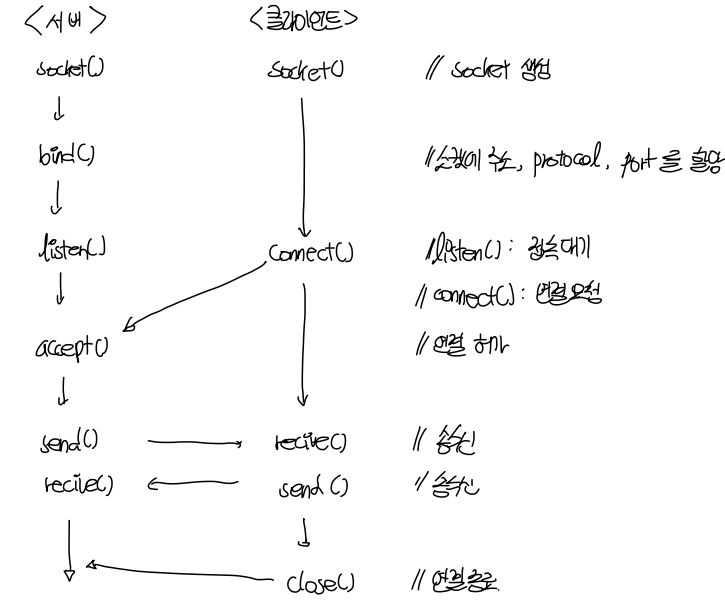 <서버> <클라이언트>
socket() socket() // socket 생성
bind() // 소켓에 주소, protocol, port를 할당
listen() connect() // listen() : 접속대기
// connect() : 연결요청
accept() // 연결 허가
send() recive() // 송수신
recive() send() // 송수신
close() // 연결종료